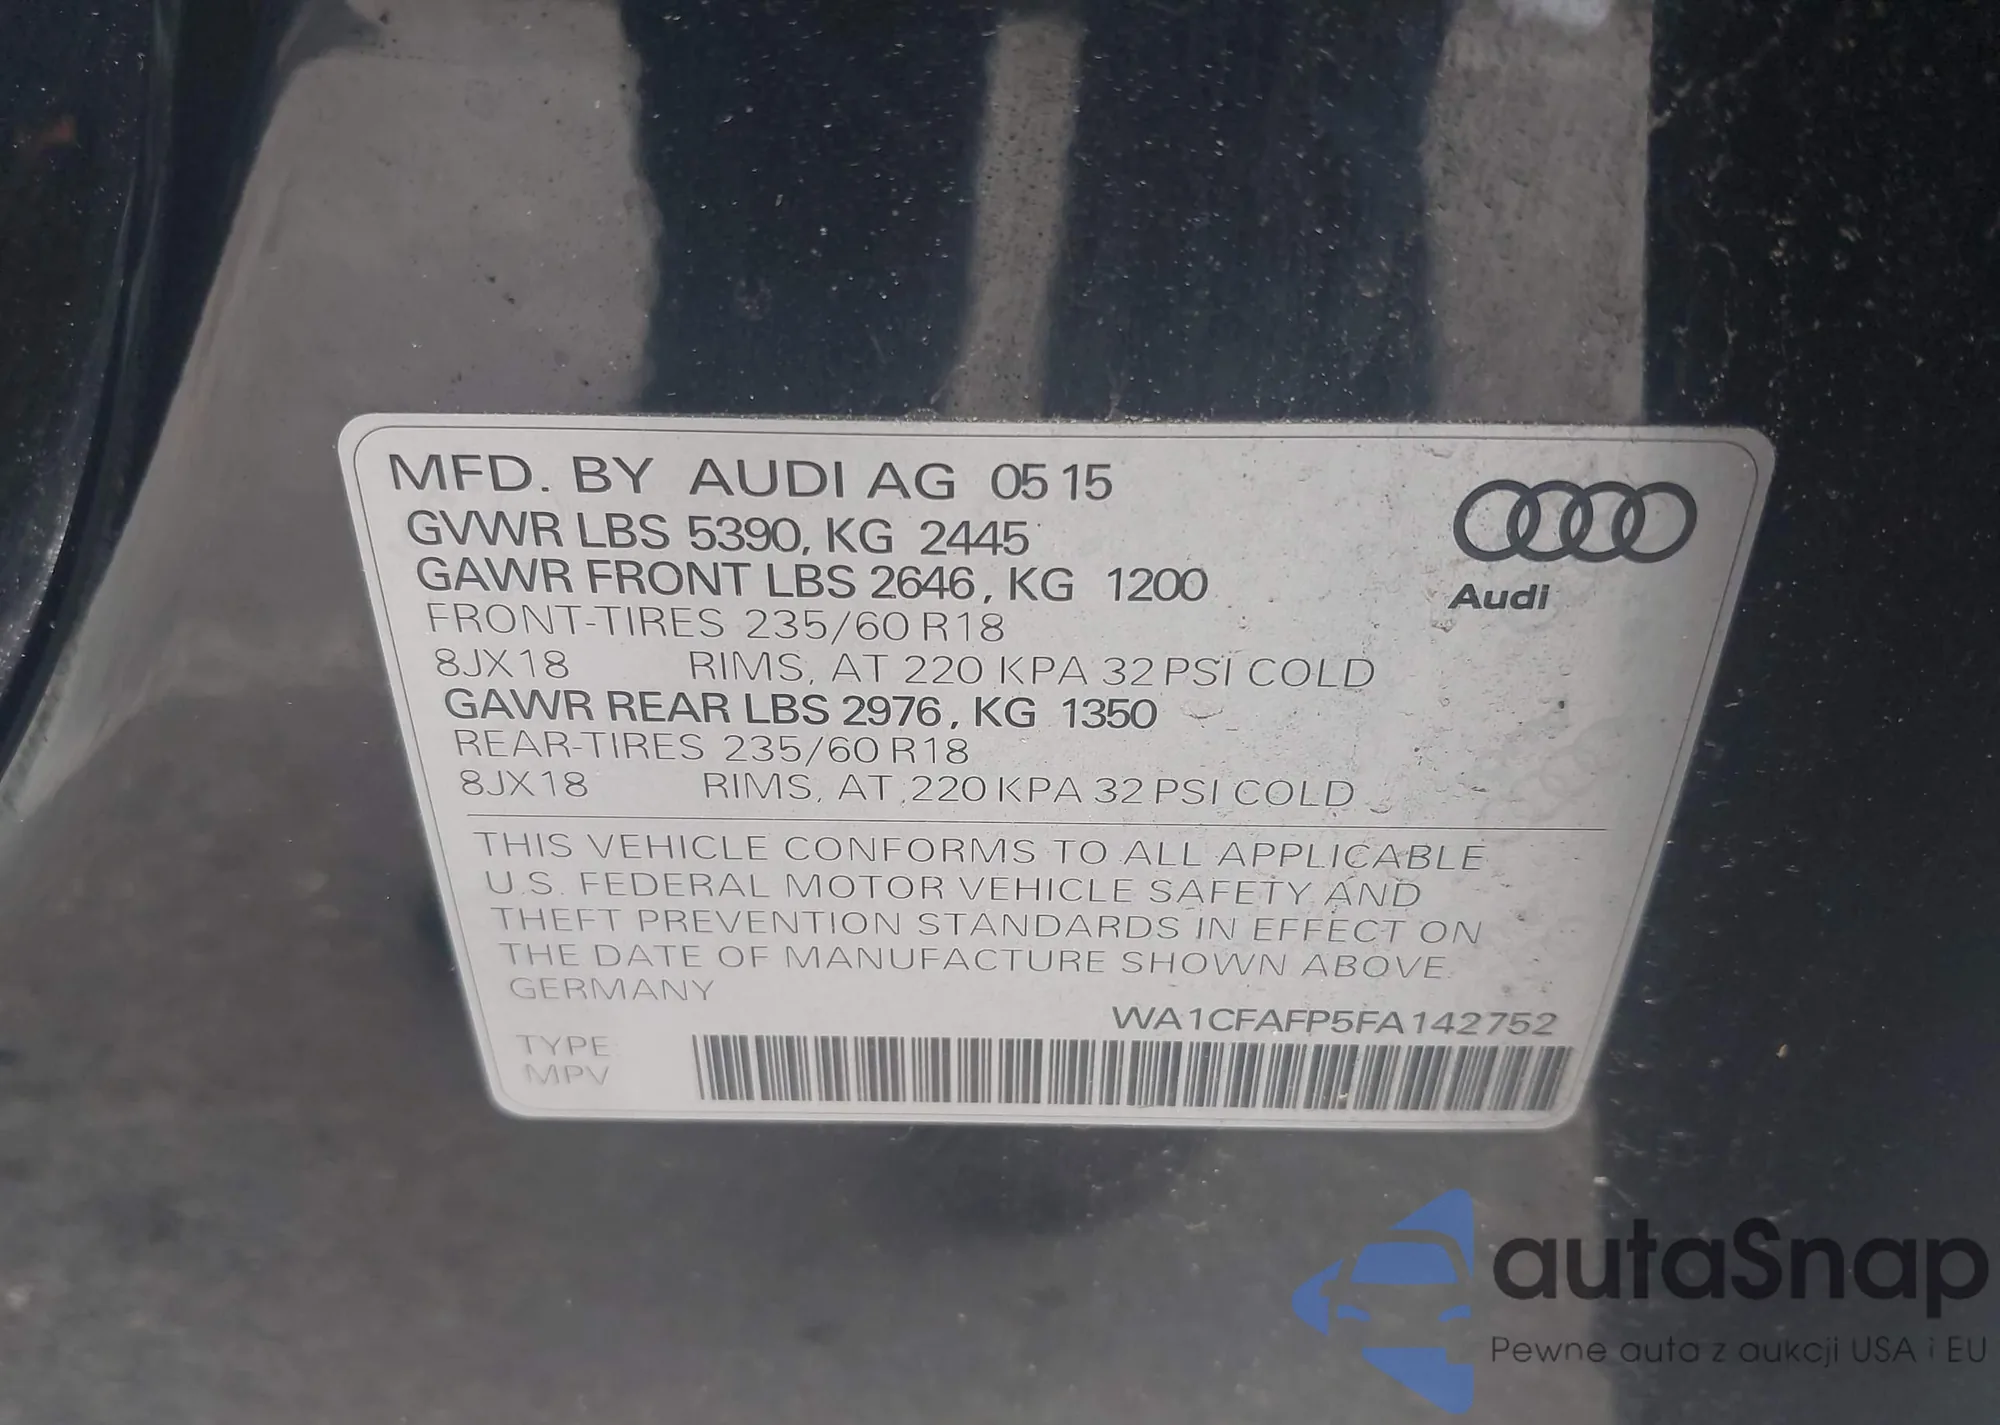 MFD. BY AUDI AG 05 15
GVWR LBS 5390, KG 2445
GAWR FRONT LBS 2646, KG 1200
FRONT-TIRES 235/60 R18
8JX18 RIMS, AT 220 KPA 32 PSI COLD
GAWR REAR LBS 2976, KG 1350
REAR-TIRES 235/60 R18
8JX18 RIMS, AT 220 KPA 32 PSI COLD
Audi
THIS VEHICLE CONFORMS TO ALL APPLICABLE
U.S. FEDERAL MOTOR VEHICLE SAFETY AND
THEFT PREVENTION STANDARDS IN EFFECT ON
THE DATE OF MANUFACTURE SHOWN ABOVE.
GERMANY
WA1CFAFP5FA142752
TYPE
MPV
autaSnap
Pewne auta z aukcji USA i EU